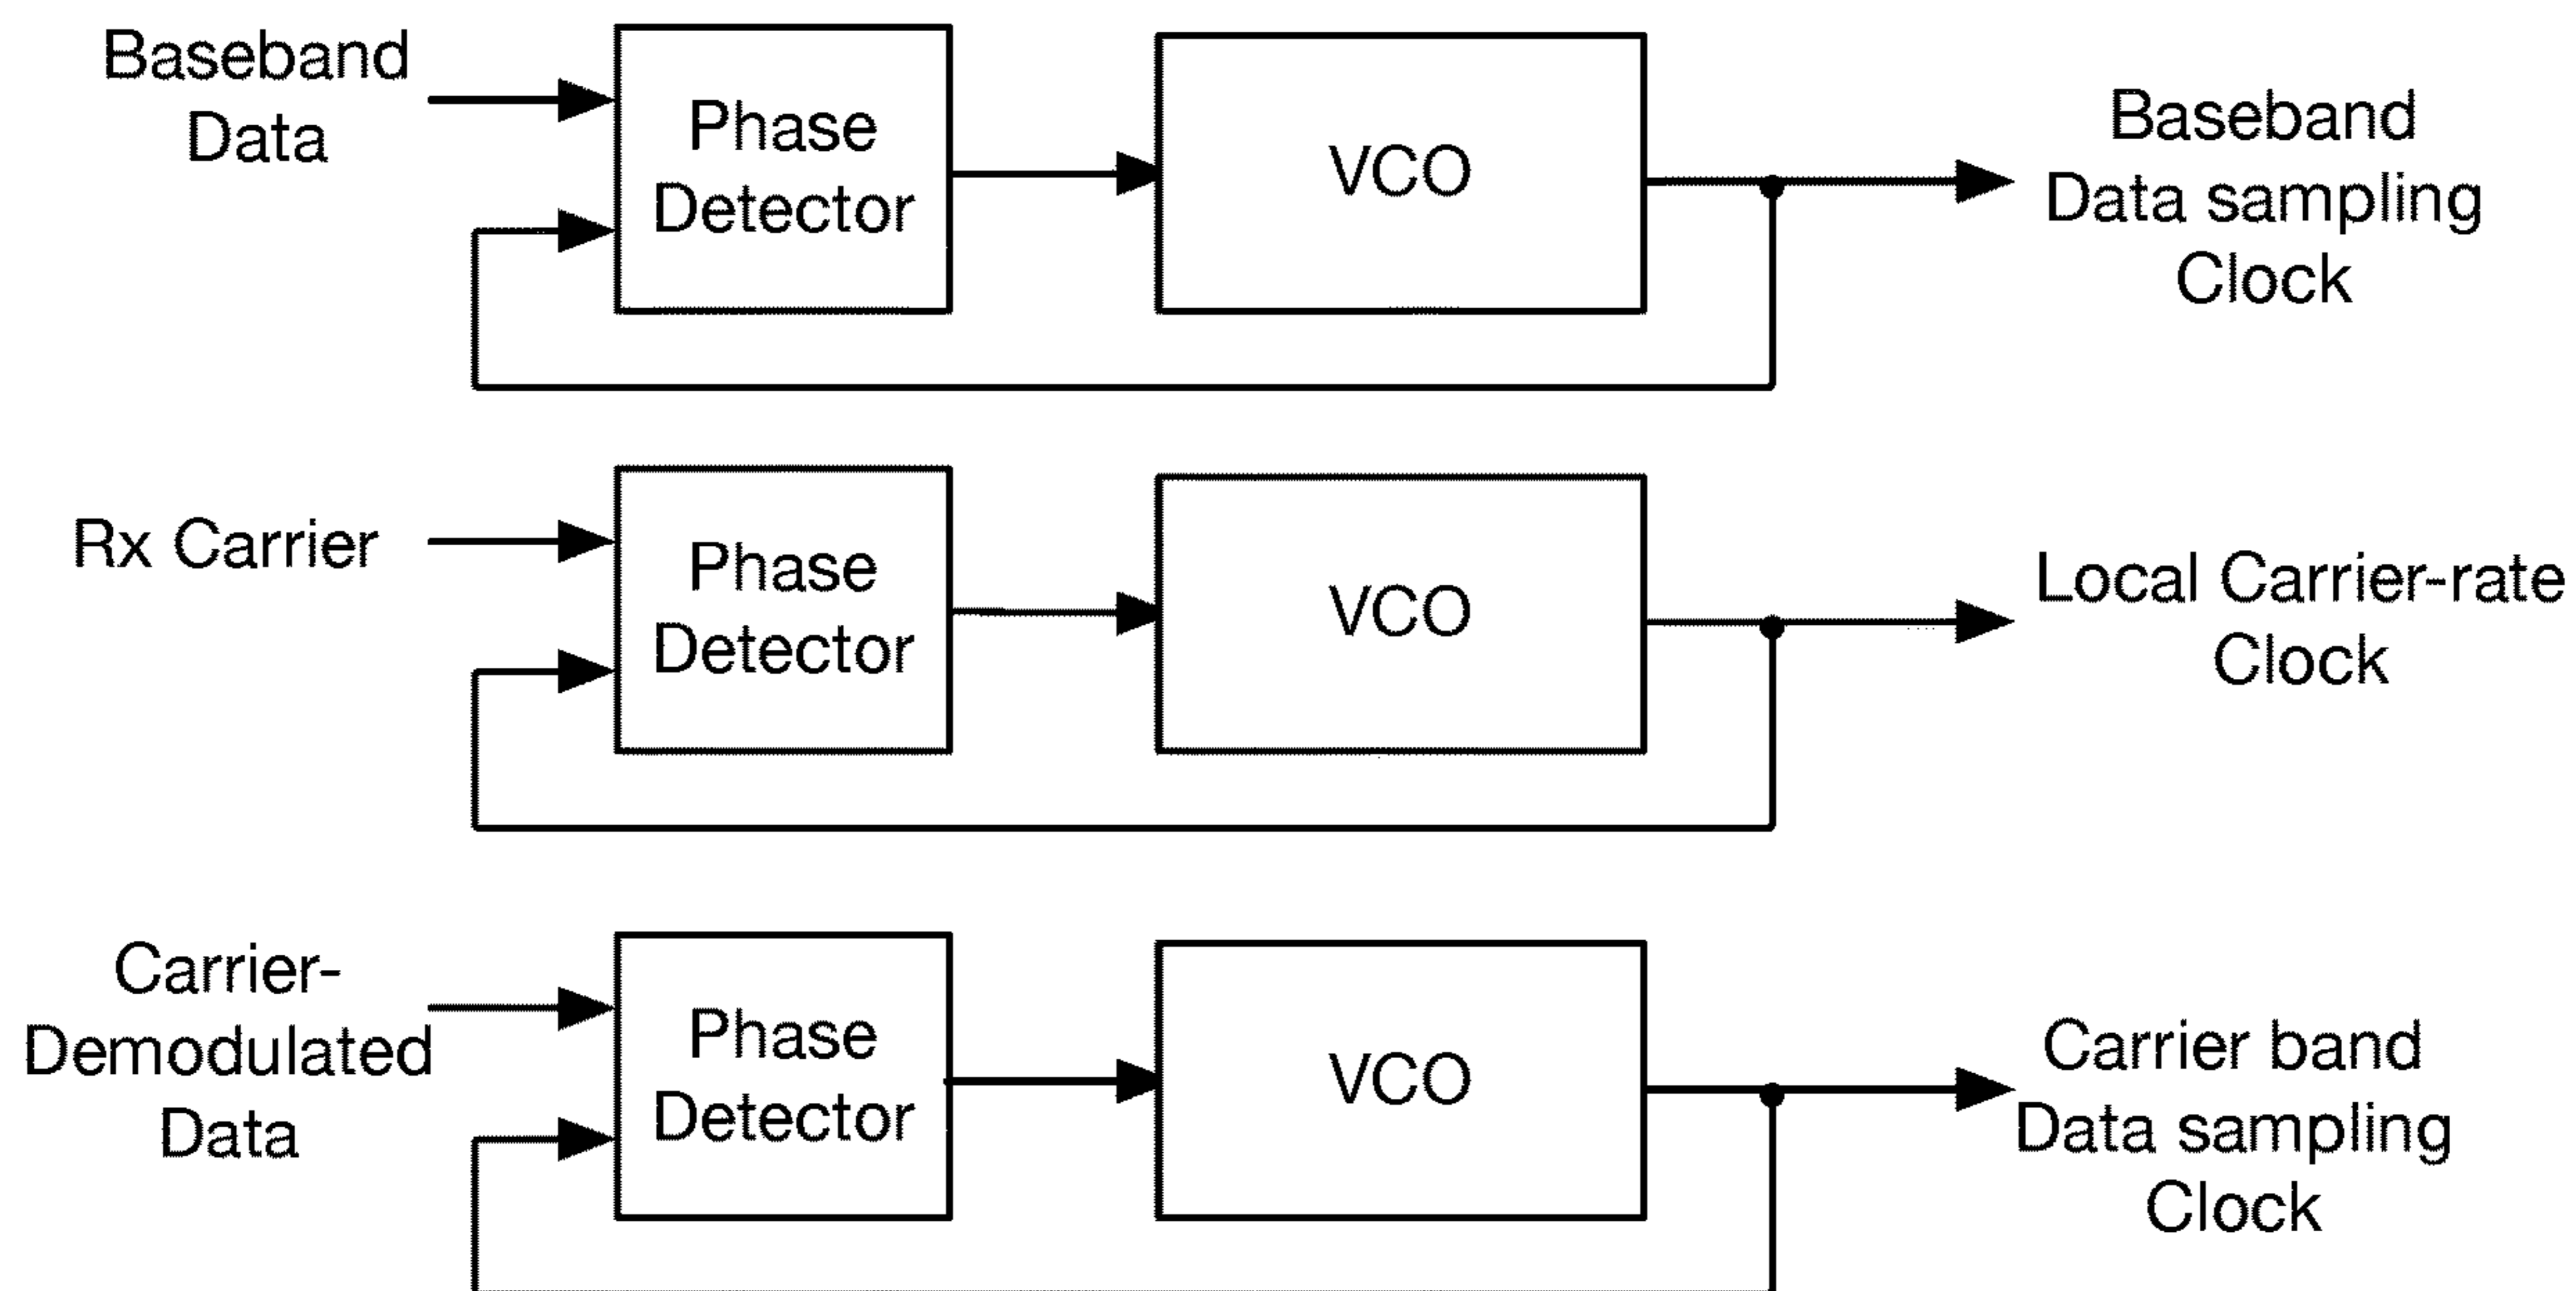 Baseband
Data
Phase
Detector
VCO
Baseband
Data sampling
Clock
Rx Carrier
Phase
Detector
VCO
Local Carrier-rate
Clock
Carrier-
Demodulated
Data
Phase
Detector
VCO
Carrier band
Data sampling
Clock